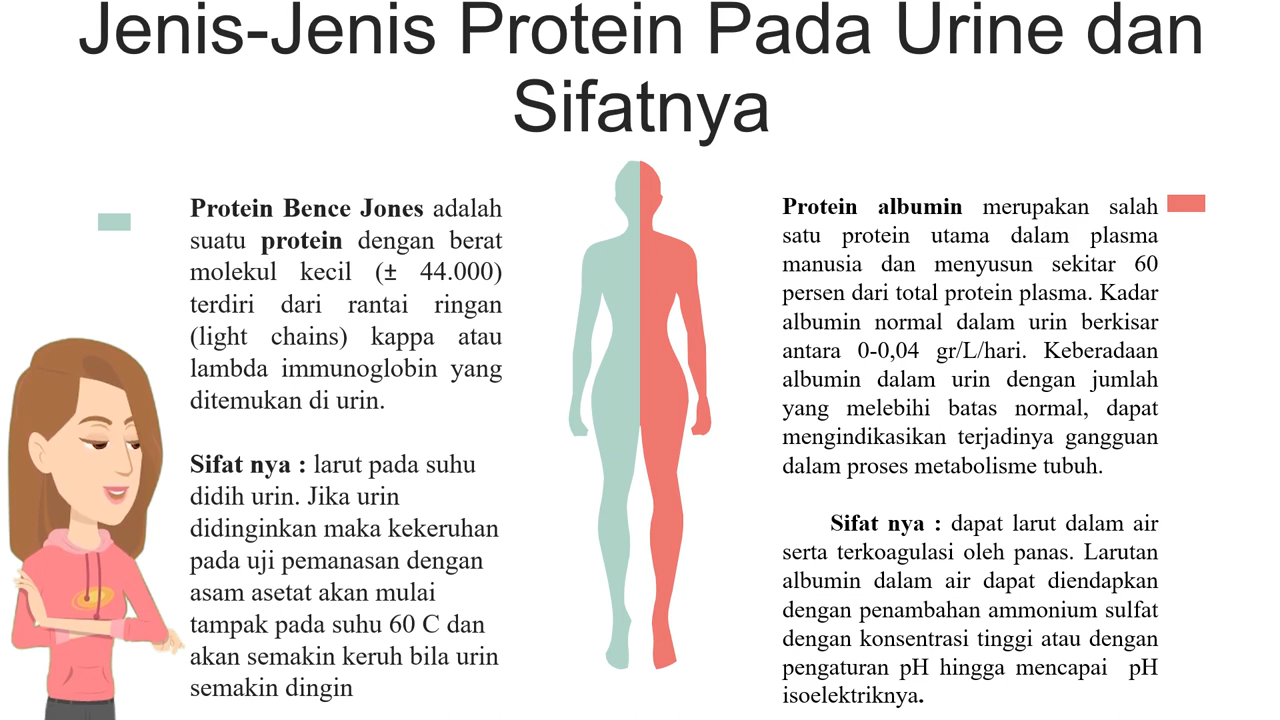 Jenis-Jenis Protein Pada Urine dan
Sifatnya
Protein Bence Jones adalah
suatu protein dengan berat
molekul kecil (± 44.000)
terdiri dari rantai ringan
(light chains) kappa atau
lambda immunoglobin yang
ditemukan di urin.
Sifat nya : larut pada suhu
didih urin. Jika urin
didinginkan maka kekeruhan
pada uji pemanasan dengan
asam asetat akan mulai
tampak pada suhu 60 C dan
akan semakin keruh bila urin
semakin dingin
Protein albumin merupakan salah
satu protein utama dalam plasma
manusia dan menyusun sekitar 60
persen dari total protein plasma. Kadar
albumin normal dalam urin berkisar
antara 0-0,04 gr/L/hari. Keberadaan
albumin dalam urin dengan jumlah
yang melebihi batas normal, dapat
mengindikasikan terjadinya gangguan
dalam proses metabolisme tubuh.
Sifat nya : dapat larut dalam air
serta terkoagulasi oleh panas. Larutan
albumin dalam air dapat diendapkan
dengan penambahan ammonium sulfat
dengan konsentrasi tinggi atau dengan
pengaturan pH hingga mencapai pH
isoelektriknya.